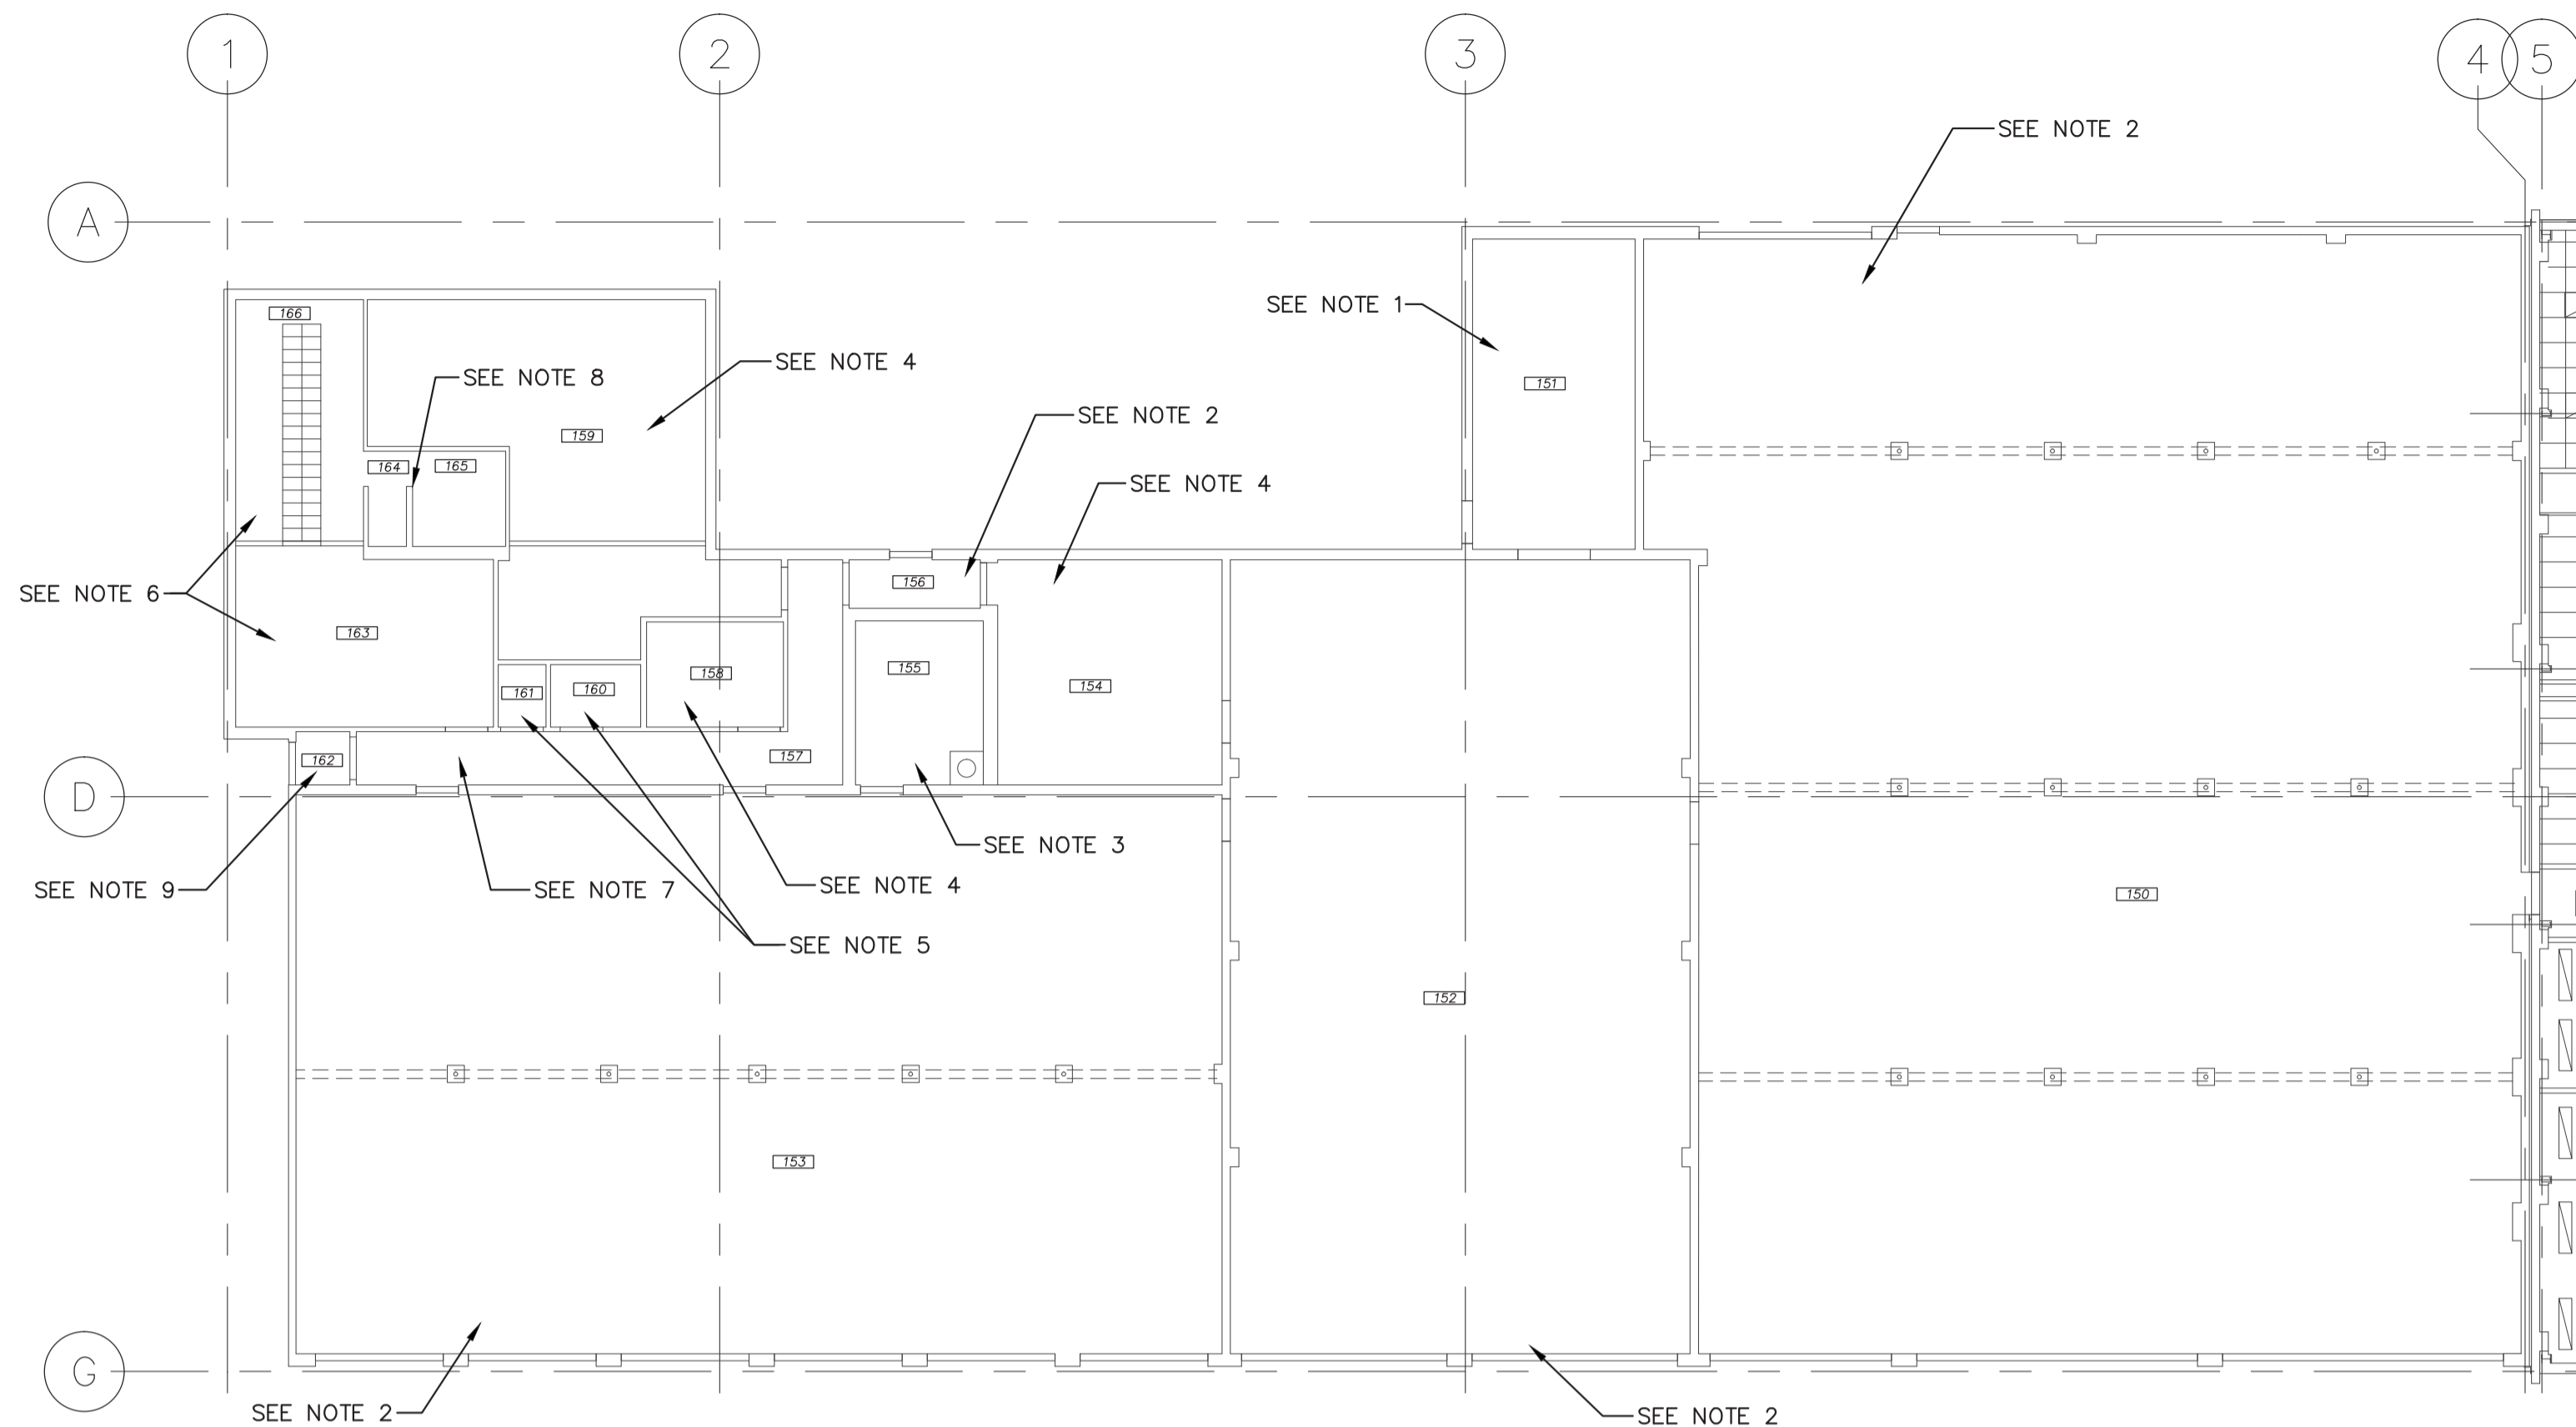 1
2
3
4
5
SEE NOTE 2
A
SEE NOTE 1
166
SEE NOTE 4
SEE NOTE 8
151
SEE NOTE 2
159
164
165
SEE NOTE 4
156
SEE NOTE 6
163
155
158
154
161
160
157
162
D
SEE NOTE 3
SEE NOTE 9
SEE NOTE 7
SEE NOTE 4
150
SEE NOTE 5
152
153
G
SEE NOTE 2
SEE NOTE 2